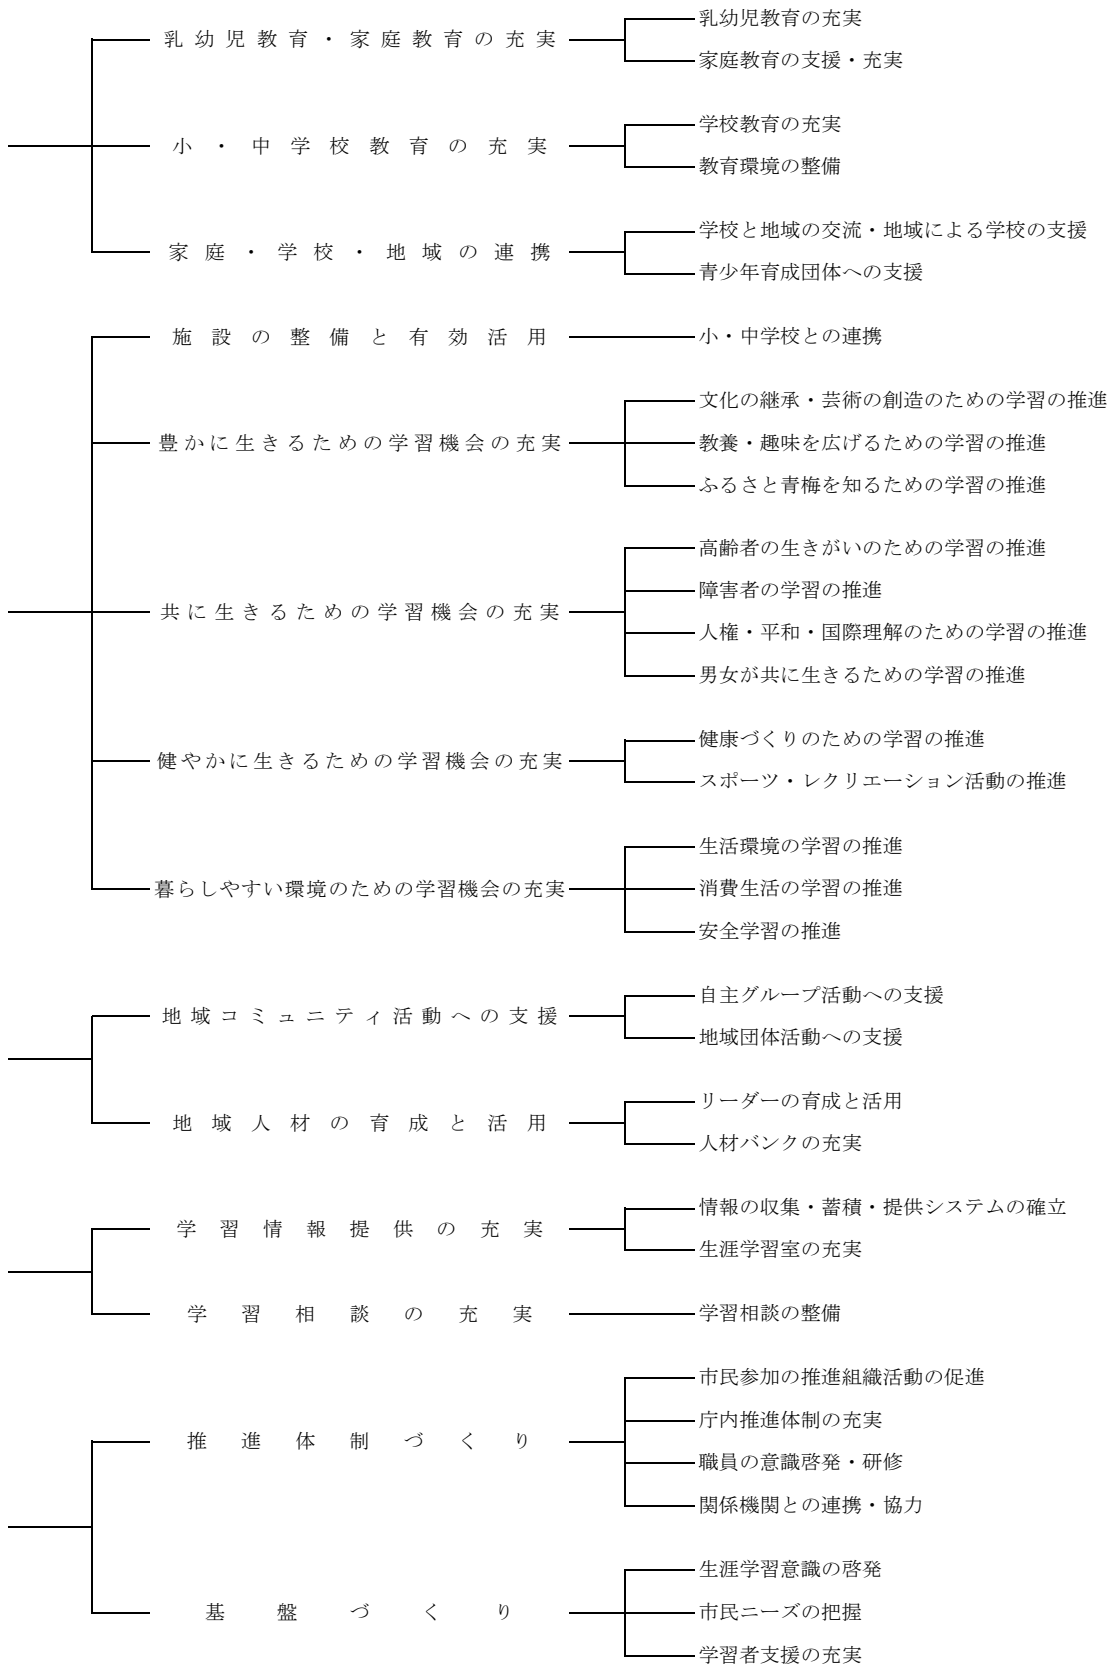 乳幼児教育・家庭教育の充実
乳幼児教育の充実
家庭教育の支援・充実
小・中学校教育の充実
学校教育の充実
教育環境の整備
家庭・学校・地域の連携
学校と地域の交流・地域による学校の支援
青少年育成団体への支援
施設の整備と有効活用
小・中学校との連携
豊かに生きるための学習機会の充実
文化の継承・芸術の創造のための学習の推進
教養・趣味を広げるための学習の推進
ふるさと青梅を知るための学習の推進
共に生きるための学習機会の充実
高齢者の生きがいのための学習の推進
障害者の学習の推進
人権・平和・国際理解のための学習の推進
男女が共に生きるための学習の推進
健やかに生きるための学習機会の充実
健康づくりのための学習の推進
スポーツ・レクリエーション活動の推進
暮らしやすい環境のための学習機会の充実
生活環境の学習の推進
消費生活の学習の推進
安全学習の推進
地域コミュニティ活動への支援
自主グループ活動への支援
地域団体活動への支援
地域人材の育成と活用
リーダーの育成と活用
人材バンクの充実
学習情報提供の充実
情報の収集・蓄積・提供システムの確立
生涯学習室の充実
学習相談の充実
学習相談の整備
推進体制づくり
市民参加の推進組織活動の促進
庁内推進体制の充実
職員の意識啓発・研修
関係機関との連携・協力
基盤づくり
生涯学習意識の啓発
市民ニーズの把握
学習者支援の充実